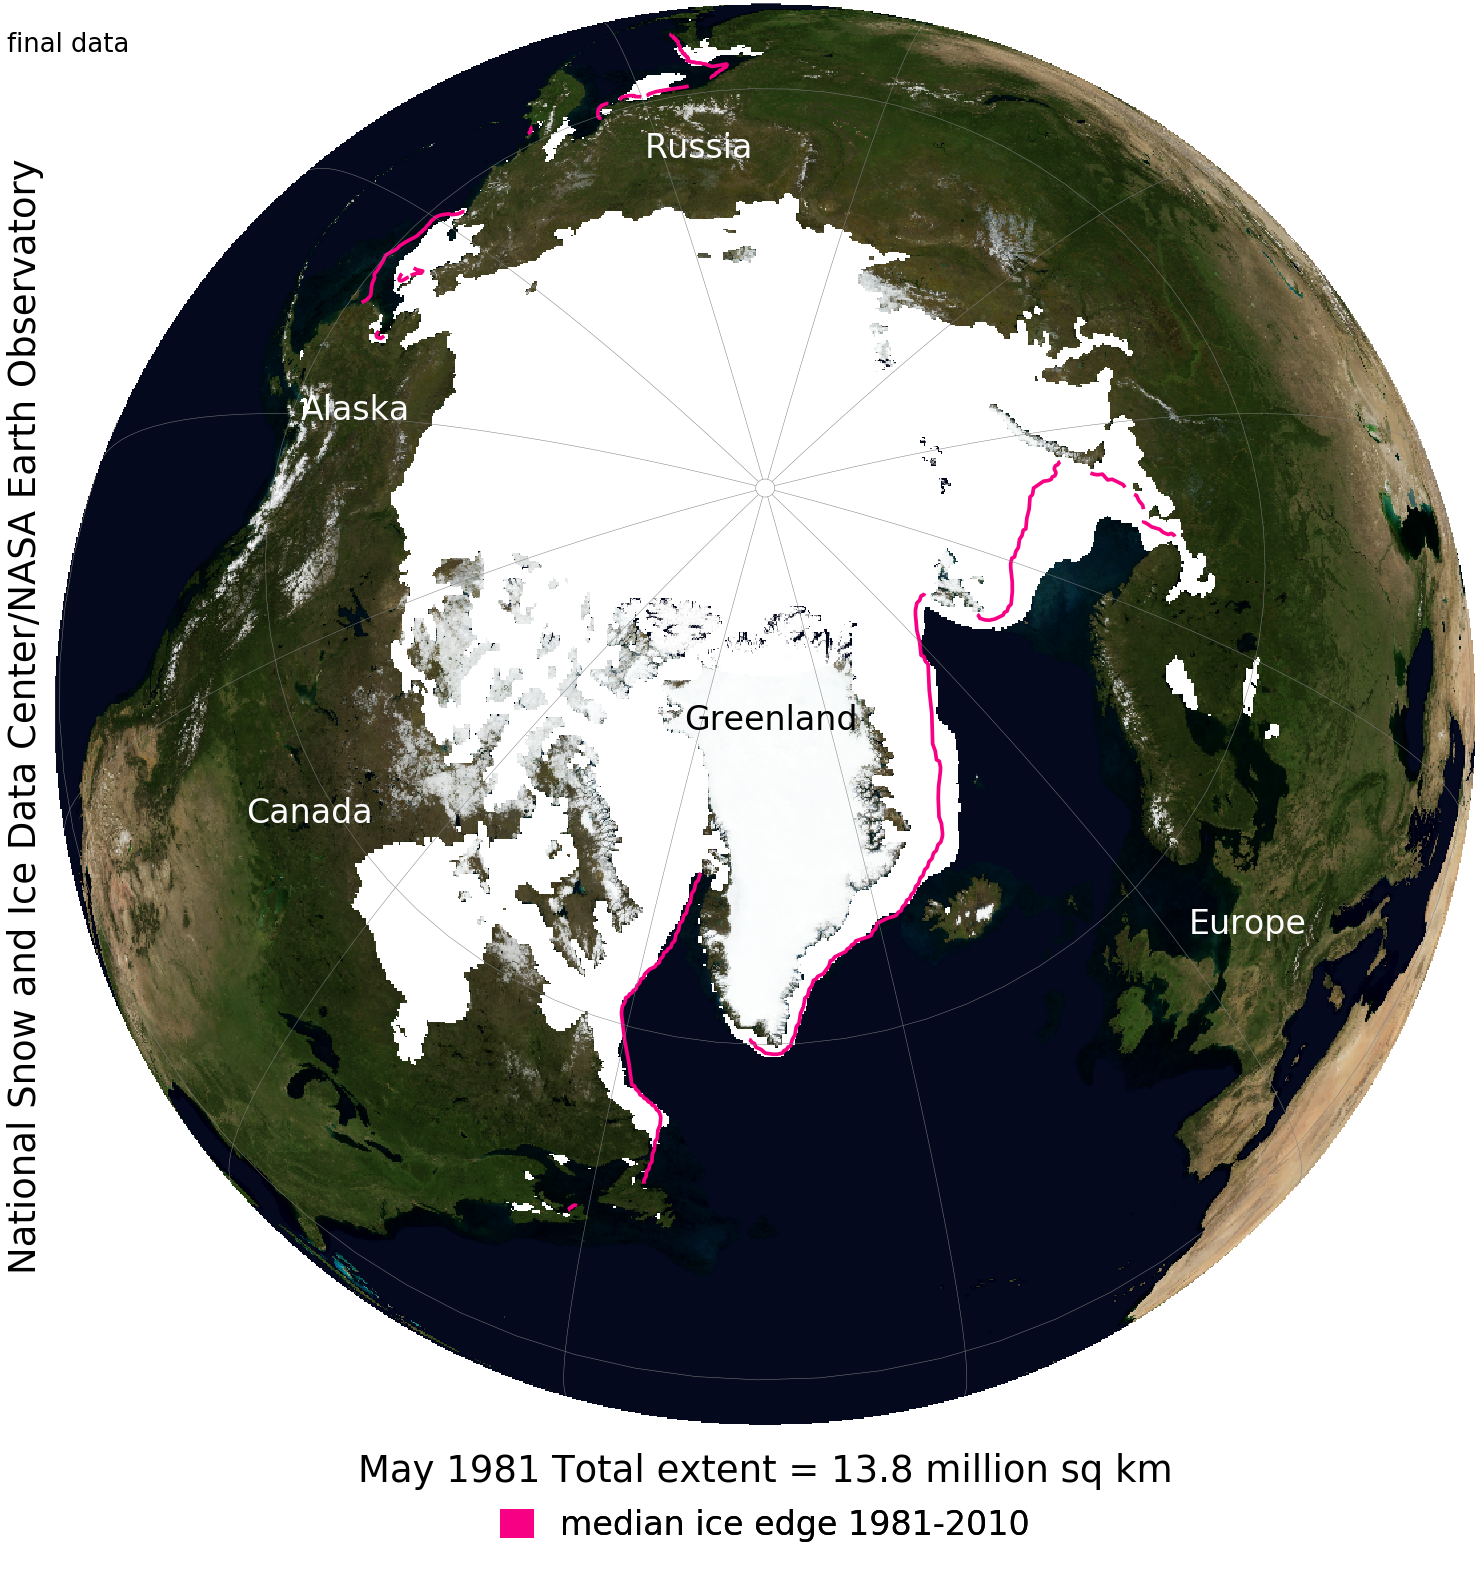 final data
National Snow and Ice Data Center/NASA Earth Observatory
Russia
Alaska
Greenland
Canada
Europe
May 1981 Total extent = 13.8 million sq km
median ice edge 1981-2010